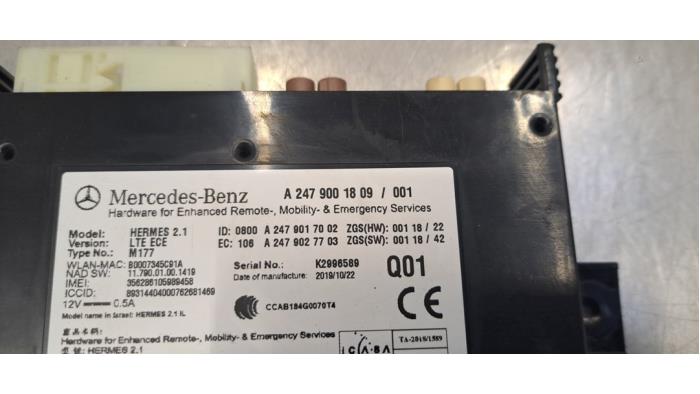 Mercedes-Benz A 247 900 18 09 / 001
Hardware for Enhanced Remote-, Mobility- & Emergency Services
Model: HERMES 2.1 ID: 0800 A 247 901 70 02 ZGS(HW): 001 18 / 22
Version: LTE ECE EC: 106 A 247 902 77 03 ZGS(SW): 001 18 / 42
Type No.: M177
WLAN-MAC: B0007345C91A Serial No.: K2996589 Q01
NAD SW: 11.790.01.00.1419 Date of manufacture: 2019/10/22
IMEI: 356286105989458
ICCID: 89314404000762681469
12V 0.5A CCAB184G0070T4 CE
Model name in Israel: HERMES 2.1 IL
Hardware for Enhanced Remote-, Mobility- & Emergency Services
HERMES 2.1 ICASA TA-2018/1589